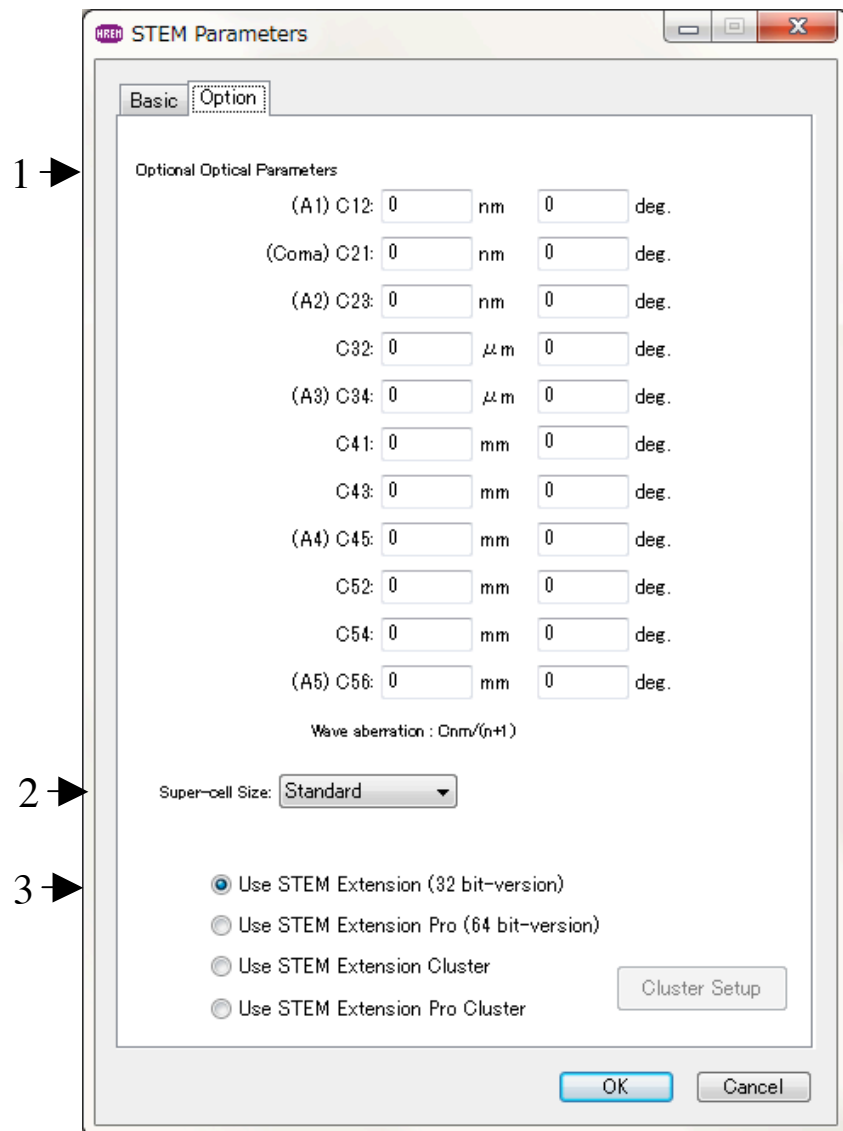 HREM STEM Parameters
Basic Option
1 Optional Optical Parameters
(A1) C12: 0 nm 0 deg.
(Coma) C21: 0 nm 0 deg.
(A2) C23: 0 nm 0 deg.
C32: 0 μm 0 deg.
(A3) C34: 0 μm 0 deg.
C41: 0 mm 0 deg.
C43: 0 mm 0 deg.
(A4) C45: 0 mm 0 deg.
C52: 0 mm 0 deg.
C54: 0 mm 0 deg.
(A5) C56: 0 mm 0 deg.
Wave aberration : Cnm/(n+1)
2 Super-cell Size: Standard
3 Use STEM Extension (32 bit-version)
Use STEM Extension Pro (64 bit-version)
Use STEM Extension Cluster
Cluster Setup
Use STEM Extension Pro Cluster
OK Cancel